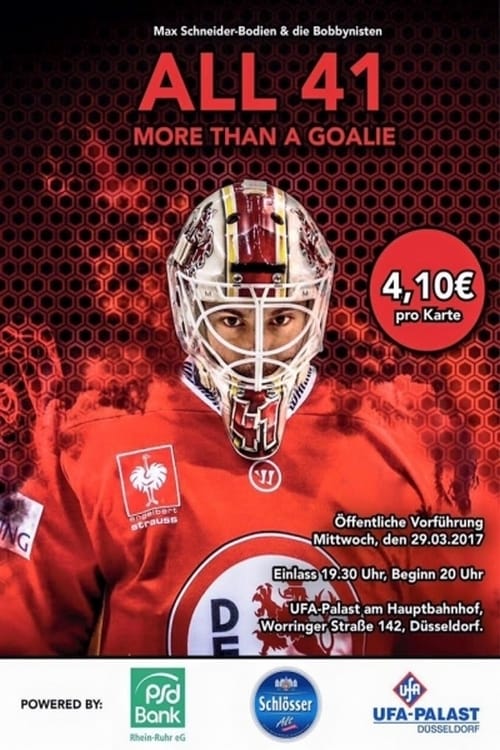 Max Schneider-Bodien & die Bobbynisten
ALL 41
MORE THAN A GOALIE
4,10€
pro Karte
41
engelbert
strauss
NG
Öffentliche Vorführung
Mittwoch, den 29.03.2017
Einlass 19.30 Uhr, Beginn 20 Uhr
UFA-Palast am Hauptbahnhof,
Worringer Straße 142, Düsseldorf.
DE
POWERED BY:
psd
Bank
Rhein-Ruhr eG
Schlösser
Alt
UFA
UFA-PALAST
DÜSSELDORF